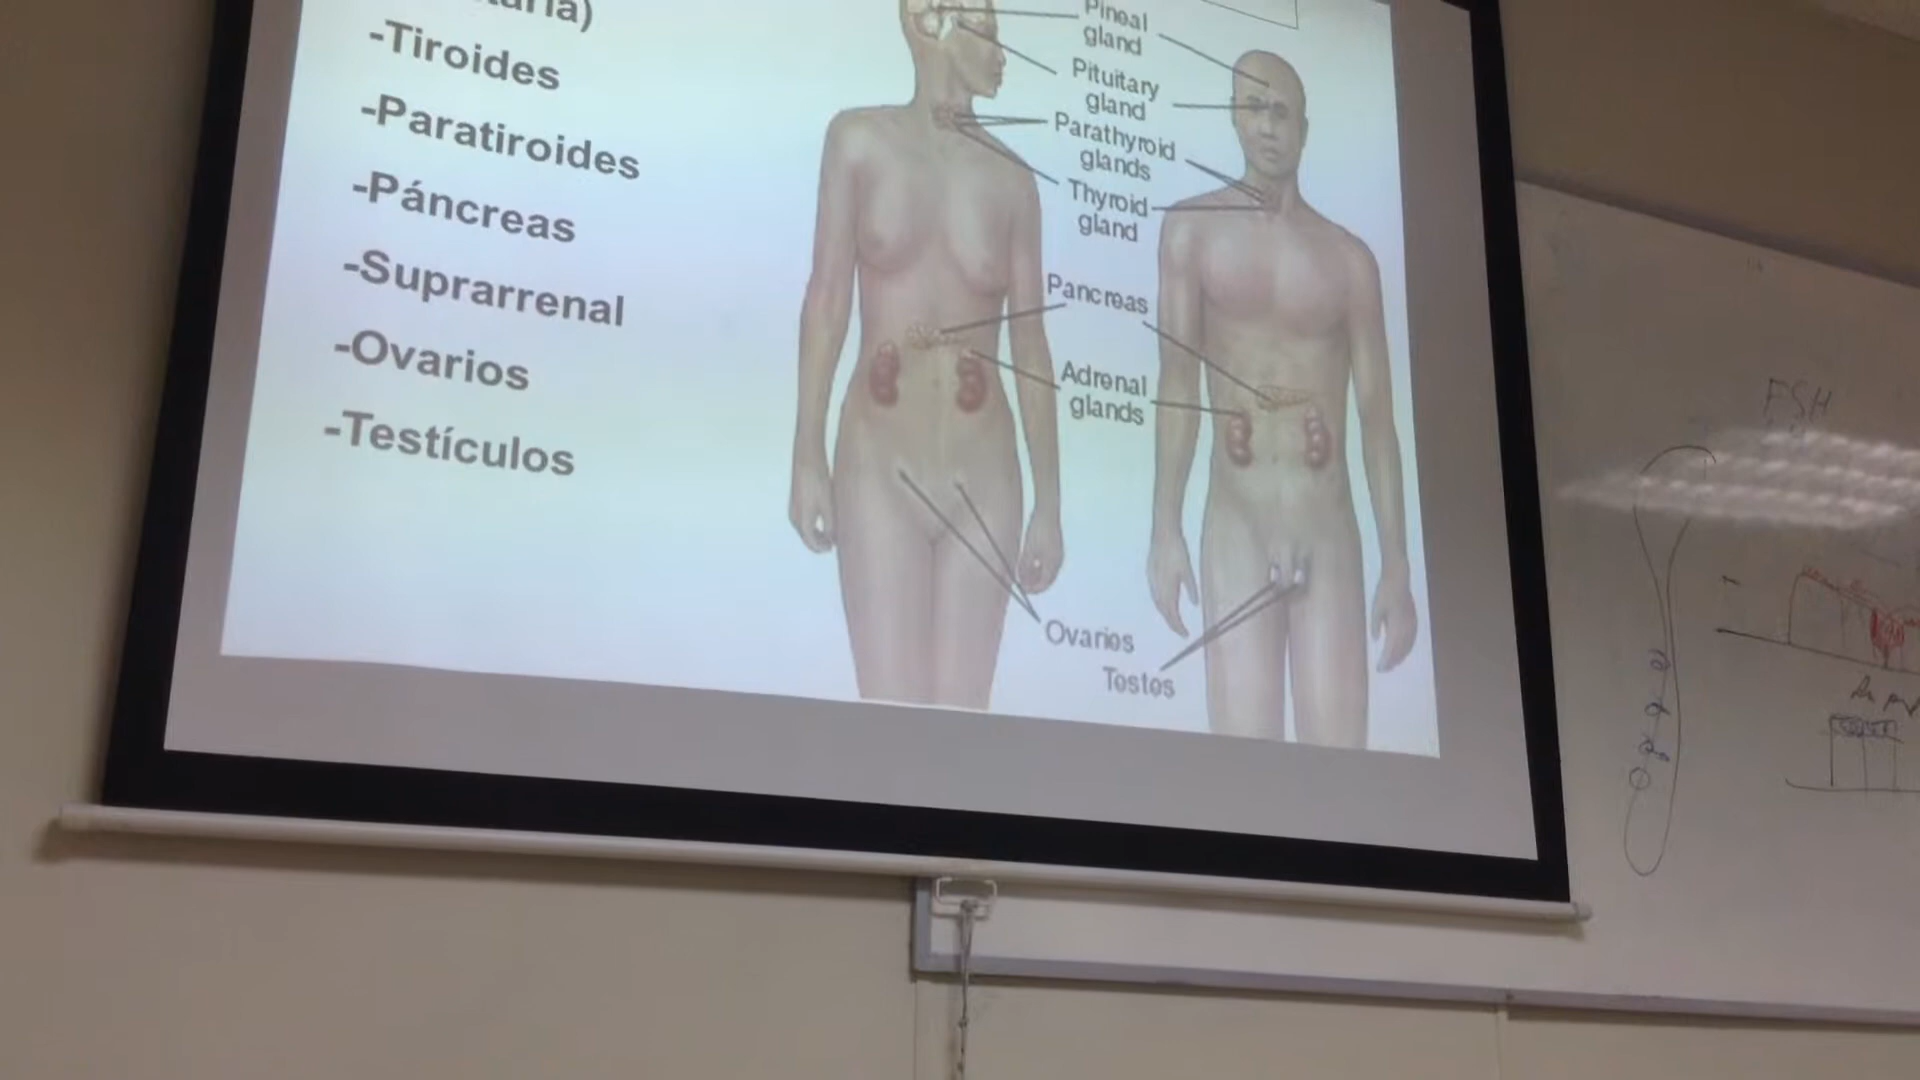 -Tiroides
-Paratiroides
-Páncreas
-Suprarrenal
-Ovarios
-Testículos
Pineal
gland
Pituitary
gland
Parathyroid
glands
Thyroid
gland
Pancreas
Adrenal
glands
Ovaries
Testes
FSH